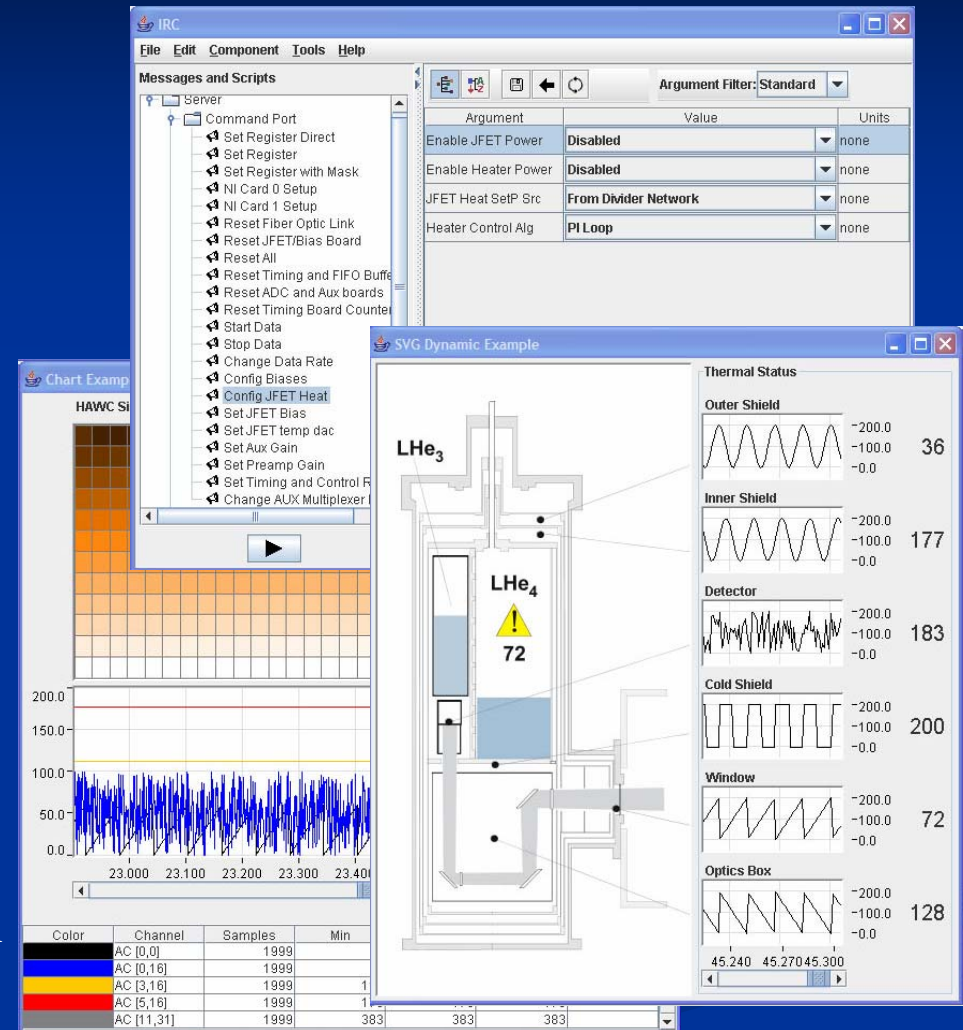 IRC
File Edit Component Tools Help
Messages and Scripts
Server
Command Port
Set Register Direct
Set Register
Set Register with Mask
NI Card 0 Setup
NI Card 1 Setup
Reset Fiber Optic Link
Reset JFET/Bias Board
Reset All
Reset Timing and FIFO Buffe
Reset ADC and Aux boards
Reset Timing Board Counter
Start Data
Stop Data
Change Data Rate
Config Biases
Config JFET Heat
Set JFET Bias
Set JFET temp dac
Set Aux Gain
Set Preamp Gain
Set Timing and Control R
Change AUX Multiplexer
Argument Filter: Standard
Argument Value Units
Enable JFET Power Disabled none
Enable Heater Power Disabled none
JFET Heat SetP Src From Divider Network none
Heater Control Alg PI Loop none
SVG Dynamic Example
LHe3
LHe4
72
Thermal Status
Outer Shield
200.0
100.0
0.0
36
Inner Shield
200.0
100.0
0.0
177
Detector
200.0
100.0
0.0
183
Cold Shield
200.0
100.0
0.0
200
Window
200.0
100.0
0.0
72
Optics Box
200.0
100.0
0.0
128
45.240 45.270 45.300
Chart Examp
HAWC Si
200.0
150.0
100.0
50.0
0.0
23.000 23.100 23.200 23.300 23.400
Color Channel Samples Min
AC [0,0] 1999
AC [0,16] 1999
AC [3,16] 1999
AC [5,16] 1999
AC [11,31] 1999 383 383 383